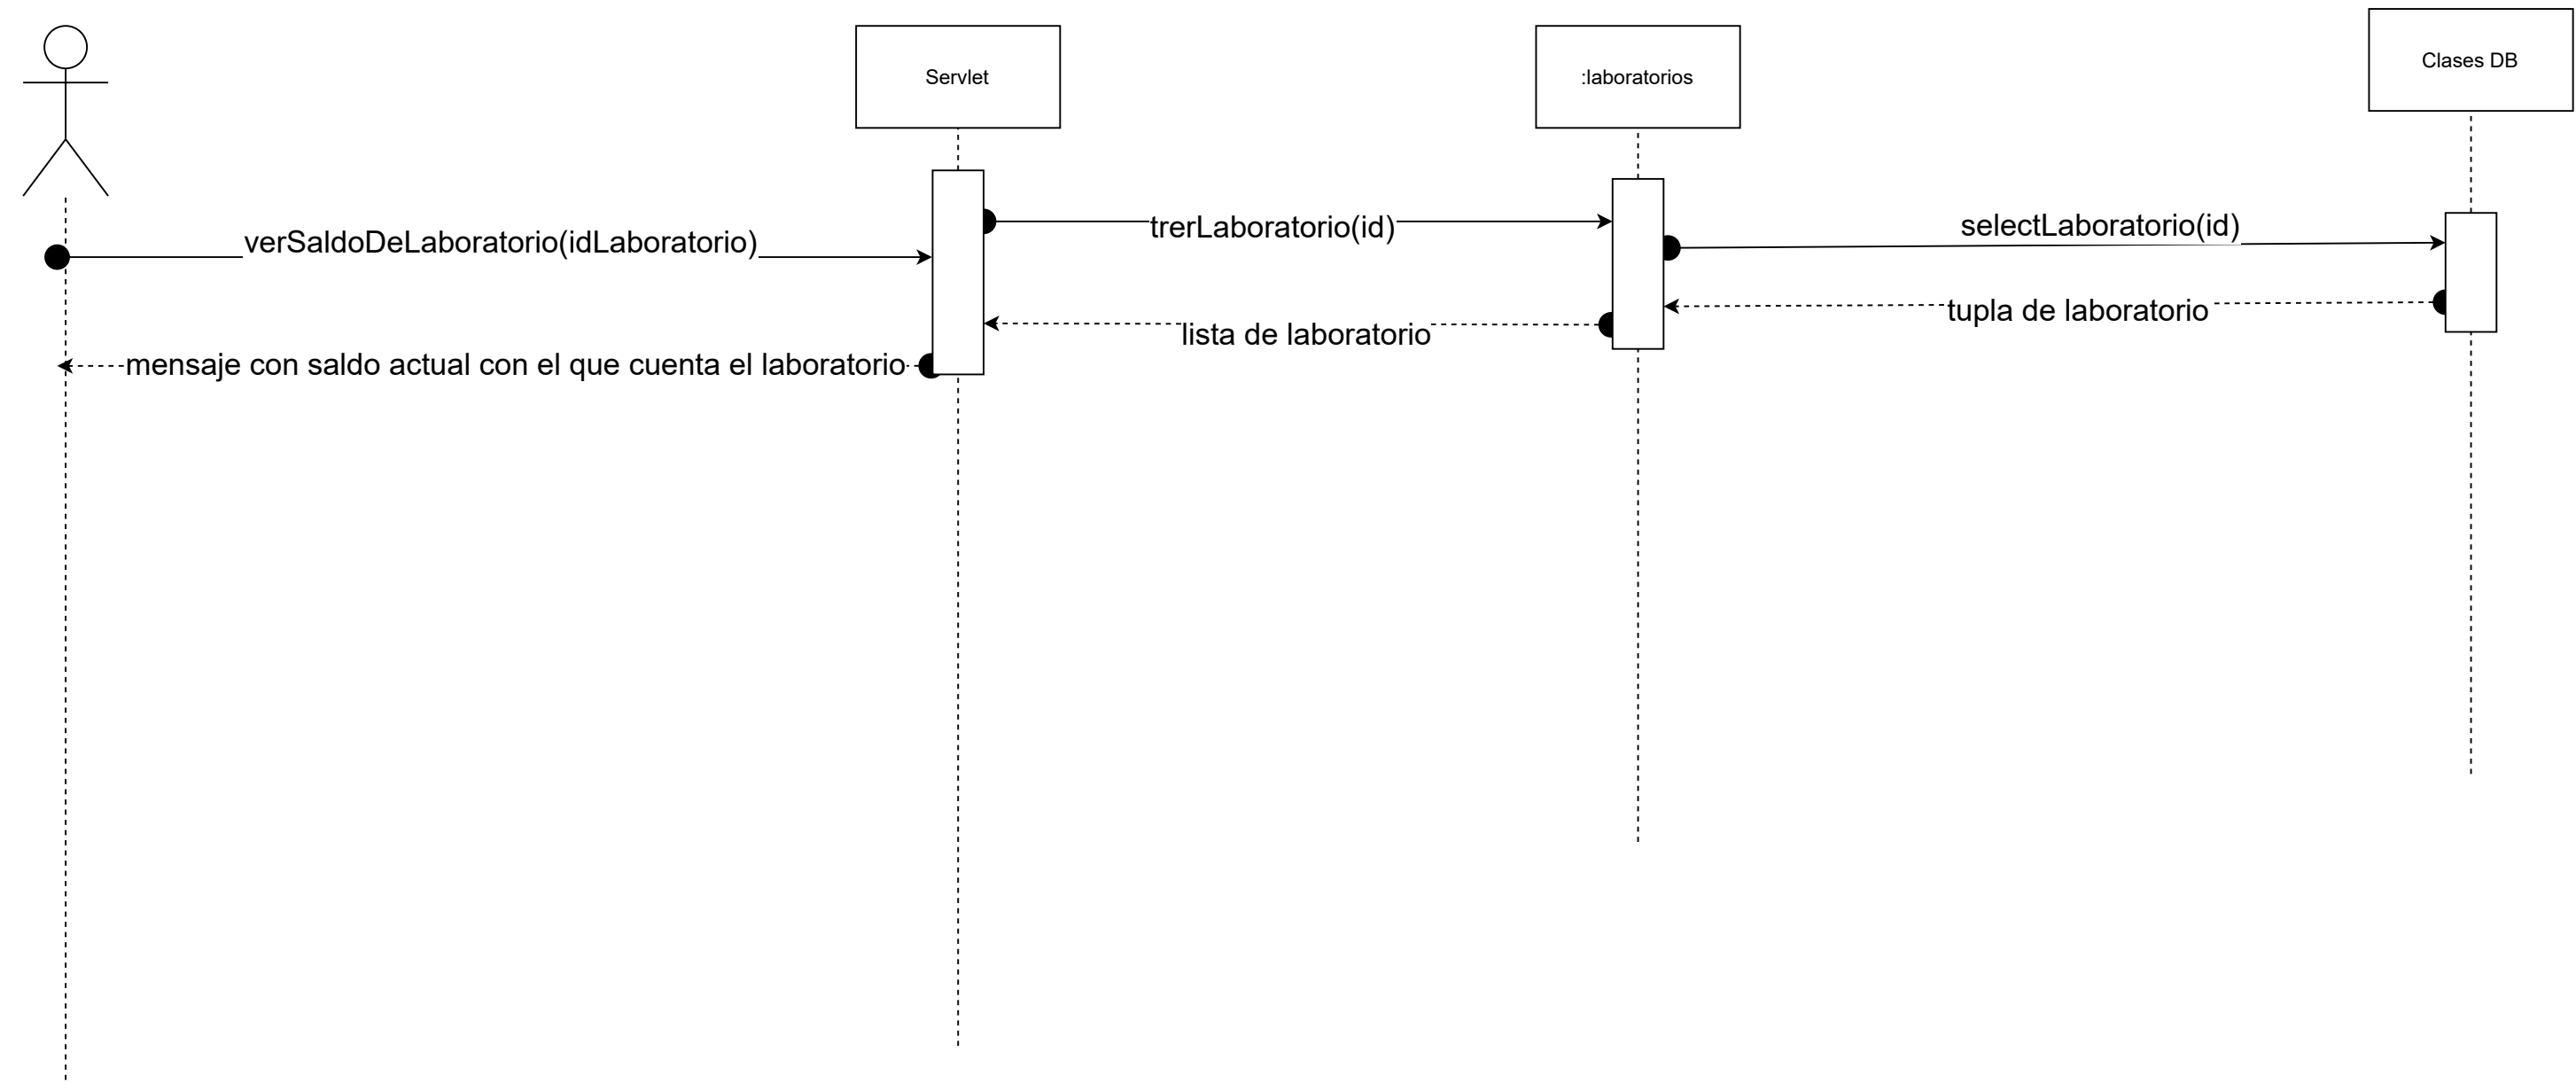 Servlet
:laboratorios
Clases DB
verSaldoDeLaboratorio(idLaboratorio)
trerLaboratorio(id)
selectLaboratorio(id)
tupla de laboratorio
lista de laboratorio
mensaje con saldo actual con el que cuenta el laboratorio